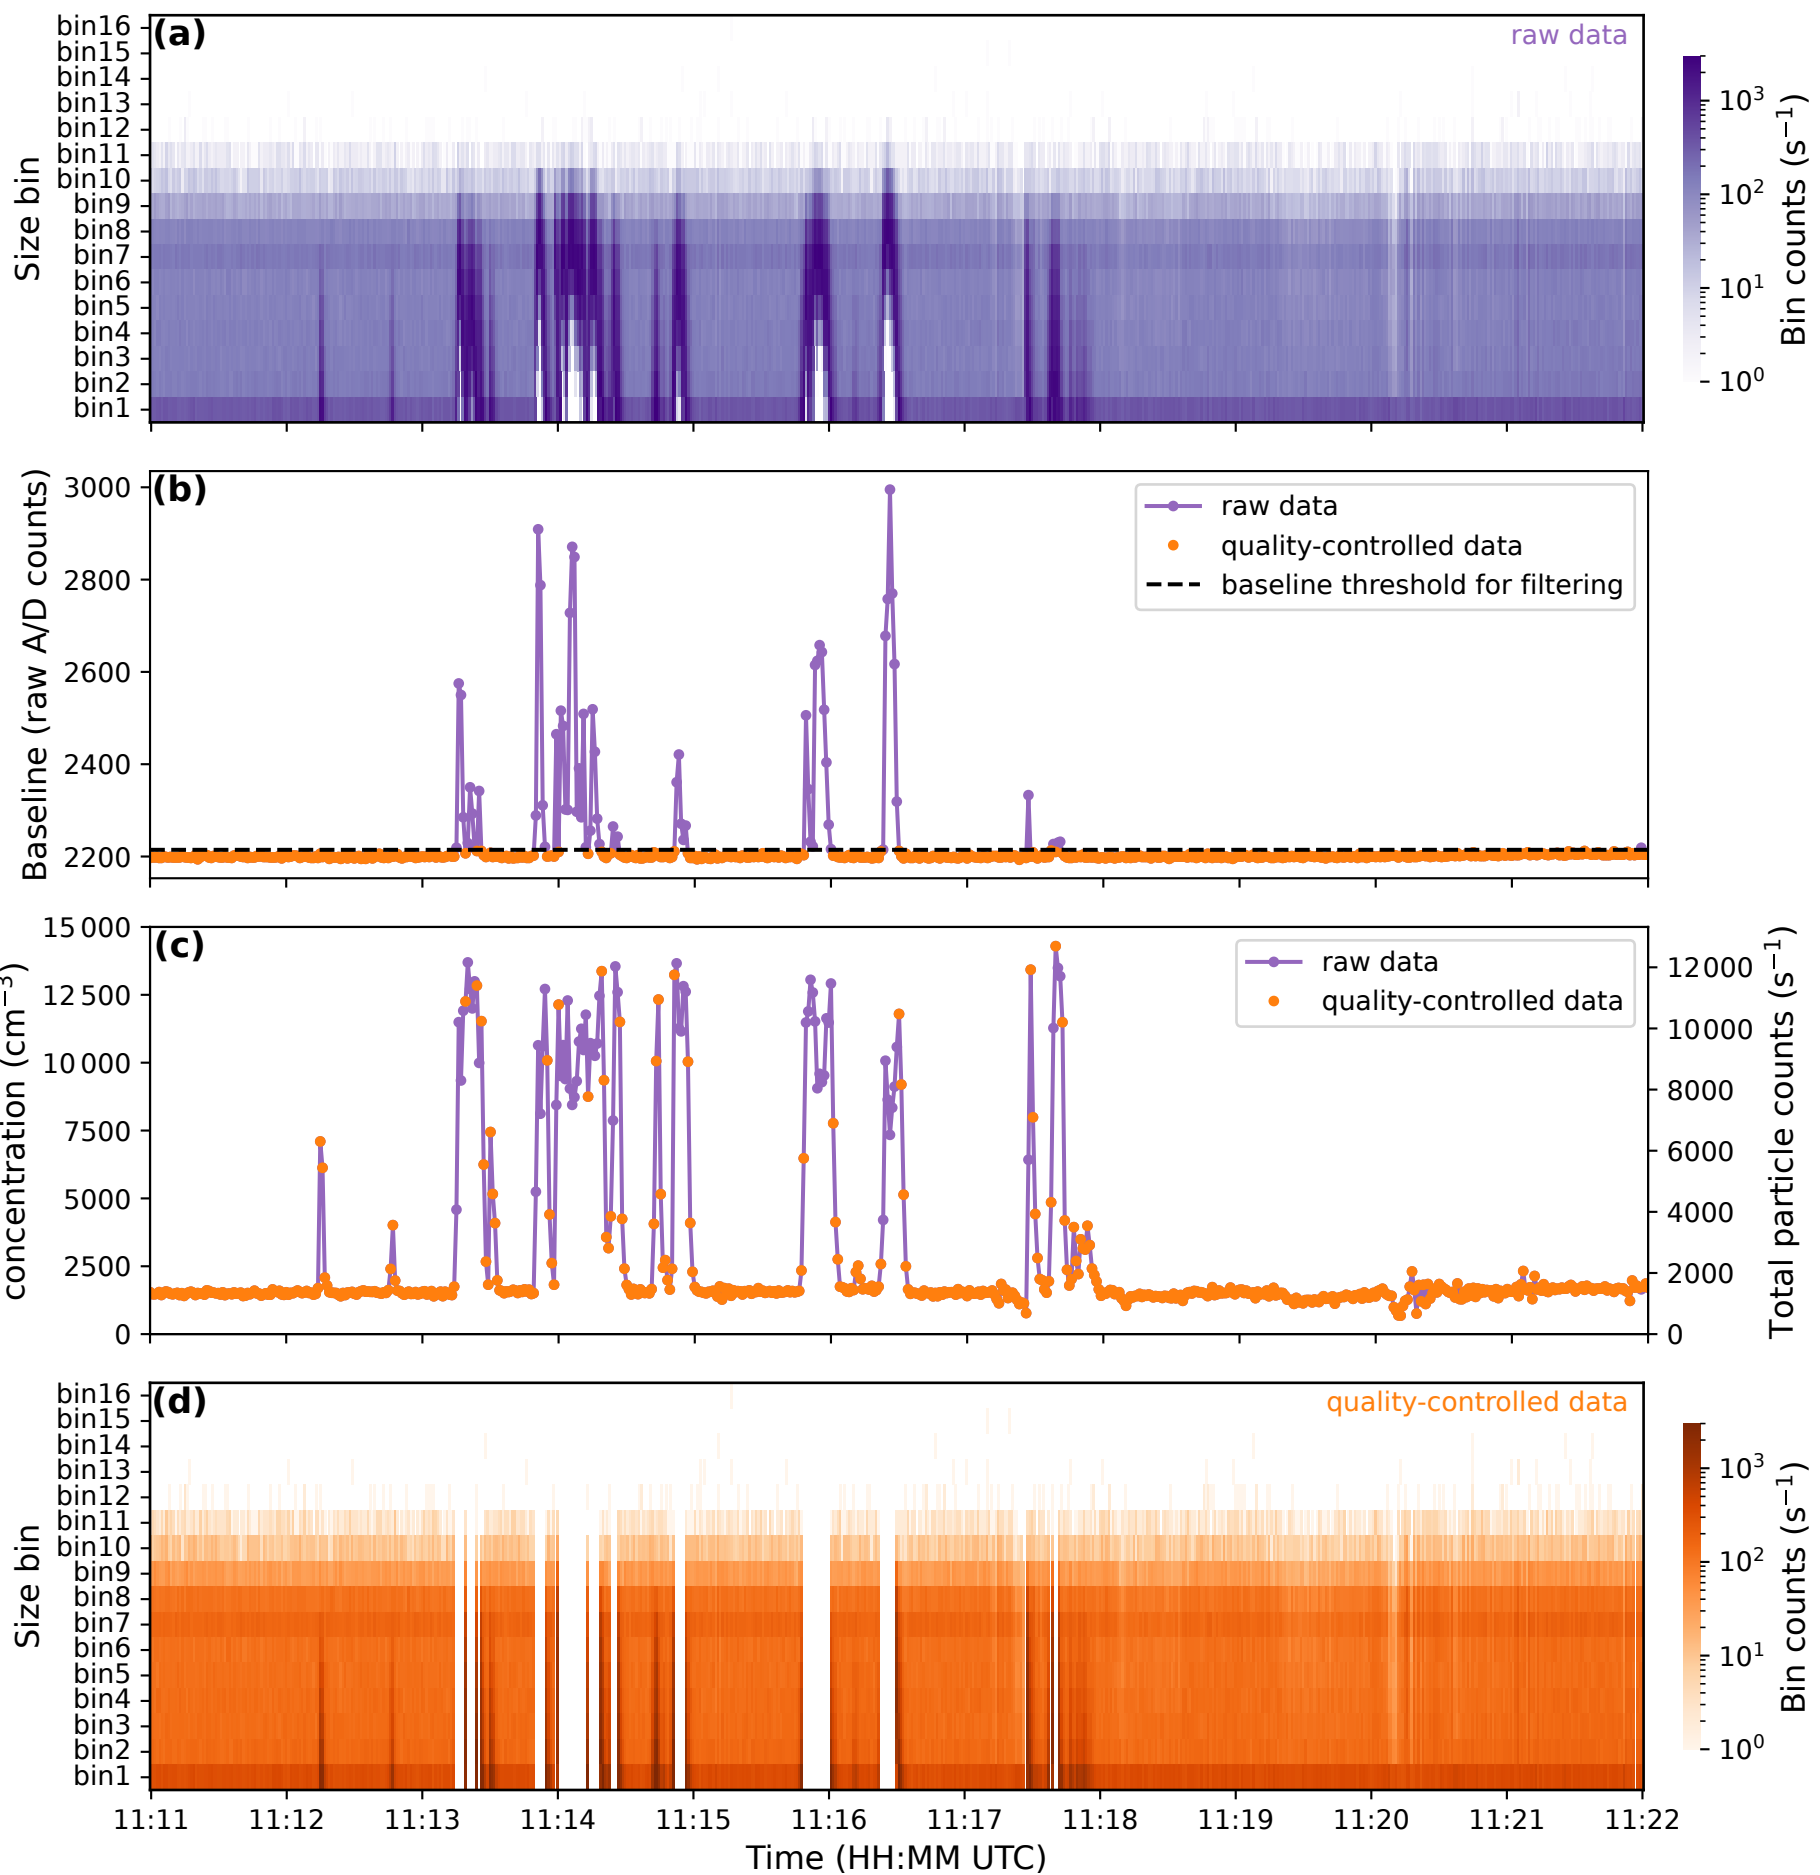 (a)
raw data
Size bin
bin16
bin15
bin14
bin13
bin12
bin11
bin10
bin9
bin8
bin7
bin6
bin5
bin4
bin3
bin2
bin1
10³
10²
10¹
10⁰
Bin counts (s⁻¹)
(b)
Baseline (raw A/D counts)
3000
2800
2600
2400
2200
raw data
quality-controlled data
baseline threshold for filtering
(c)
concentration (cm⁻³)
15 000
12 500
10 000
7500
5000
2500
0
raw data
quality-controlled data
12000
10000
8000
6000
4000
2000
0
Total particle counts (s⁻¹)
(d)
quality-controlled data
Size bin
bin16
bin15
bin14
bin13
bin12
bin11
bin10
bin9
bin8
bin7
bin6
bin5
bin4
bin3
bin2
bin1
10³
10²
10¹
10⁰
Bin counts (s⁻¹)
11:11 11:12 11:13 11:14 11:15 11:16 11:17 11:18 11:19 11:20 11:21 11:22
Time (HH:MM UTC)